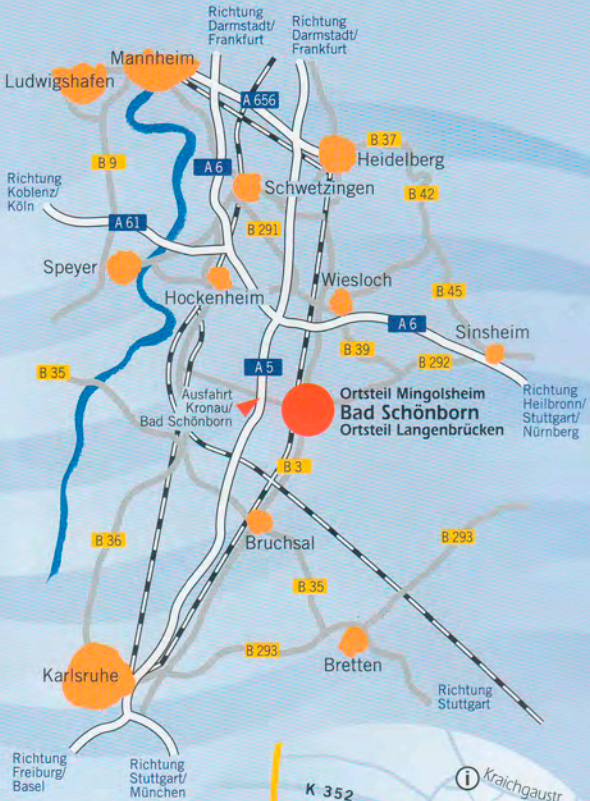 Richtung
Darmstadt/
Frankfurt
Richtung
Darmstadt/
Frankfurt
Mannheim
Ludwigshafen
A 656
B 37
Heidelberg
B 9
A 6
Schwetzingen
B 42
Richtung
Koblenz/
Köln
A 61
B 291
Speyer
Hockenheim
Wiesloch
B 45
A 6
Sinsheim
B 39
B 292
B 35
A 5
Ausfahrt
Kronau/
Bad Schönborn
Ortsteil Mingolsheim
Bad Schönborn
Ortsteil Langenbrücken
Richtung
Heilbronn/
Stuttgart/
Nürnberg
B 3
B 36
Bruchsal
B 293
B 35
B 293
Bretten
Karlsruhe
Richtung
Stuttgart
Richtung
Freiburg/
Basel
Richtung
Stuttgart/
München
K 352
i Kraichgaustr.